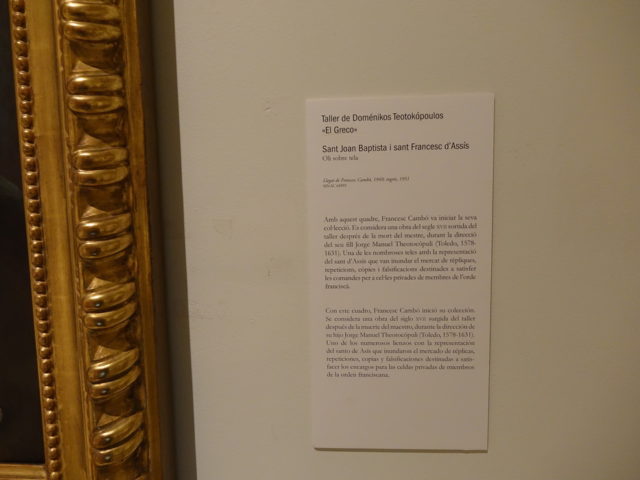 Taller de Doménikos Teotokópoulos
«El Greco»
Sant Joan Baptista i sant Francesc d'Assís
Oli sobre tela
Llegat de Francesc Cambó, 1949; ingrés, 1951
Amb aquest quadre, Francesc Cambó va iniciar la seva
col·lecció. Es considera una obra del segle XVII sortida del
taller després de la mort del mestre, durant la direcció
del seu fill Jorge Manuel Theotocópuli (Toledo, 1578-
1631). Una de les nombroses teles amb la representació
del sant d'Assís que van inundar el mercat de rèpliques,
repeticions, còpies i falsificacions destinades a satisfer
les comandes per a cel·les privades de membres de l'orde
franciscà.
Con este cuadro, Francesc Cambó inició su colección.
Se considera una obra del siglo XVII surgida del taller
después de la muerte del maestro, durante la dirección de
su hijo Jorge Manuel Theotocópuli (Toledo, 1578-1631).
Uno de los numerosos lienzos con la representación
del santo de Asís que inundaron el mercado de réplicas,
repeticiones, copias y falsificaciones destinadas a satis-
facer los encargos para las celdas privadas de miembros
de la orden franciscana.